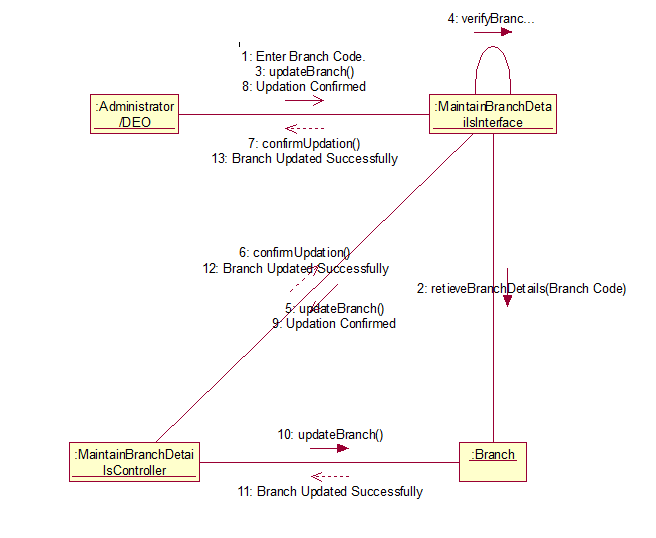 4: verifyBranc...
1: Enter Branch Code.
3: updateBranch()
8: Updation Confirmed
:Administrator
/DEO
:MaintainBranchDeta
ilsInterface
7: confirmUpdation()
13: Branch Updated Successfully
6: confirmUpdation()
12: Branch Updated Successfully
2: retieveBranchDetails(Branch Code)
5: updateBranch()
9: Updation Confirmed
10: updateBranch()
:MaintainBranchDetai
lsController
:Branch
11: Branch Updated Successfully